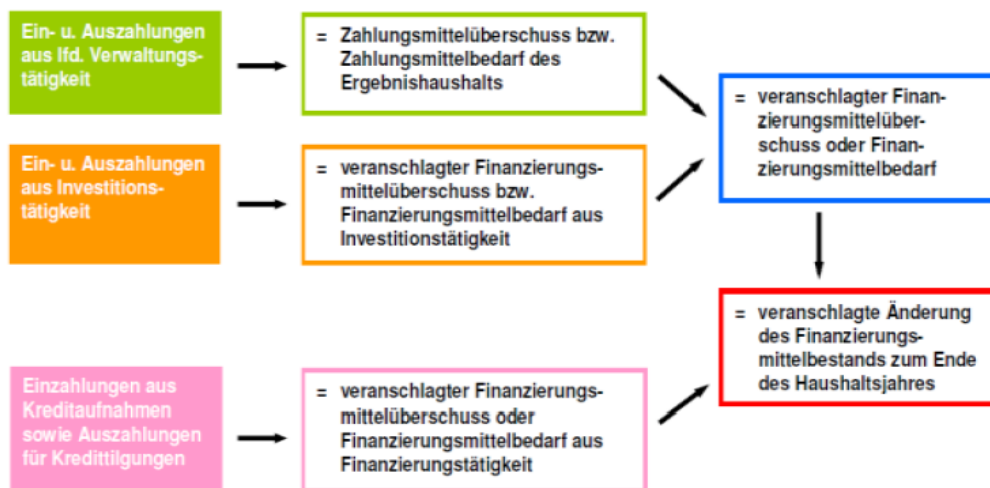 Ein- u. Auszahlungen
aus lfd. Verwaltungs-
tätigkeit
= Zahlungsmittelüberschuss bzw.
Zahlungsmittelbedarf des
Ergebnishaushalts
= veranschlagter Finan-
zierungsmittelüber-
schuss oder Finan-
zierungsmittelbedarf
Ein- u. Auszahlungen
aus Investitions-
tätigkeit
= veranschlagter Finanzierungs-
mittelüberschuss bzw.
Finanzierungsmittelbedarf aus
Investitionstätigkeit
= veranschlagte Änderung
des Finanzierungs-
mittelbestands zum Ende
des Haushaltsjahres
Einzahlungen aus
Kreditaufnahmen
sowie Auszahlungen
für Kredittilgungen
= veranschlagter Finanzierungs-
mittelüberschuss oder
Finanzierungsmittelbedarf aus
Finanzierungstätigkeit